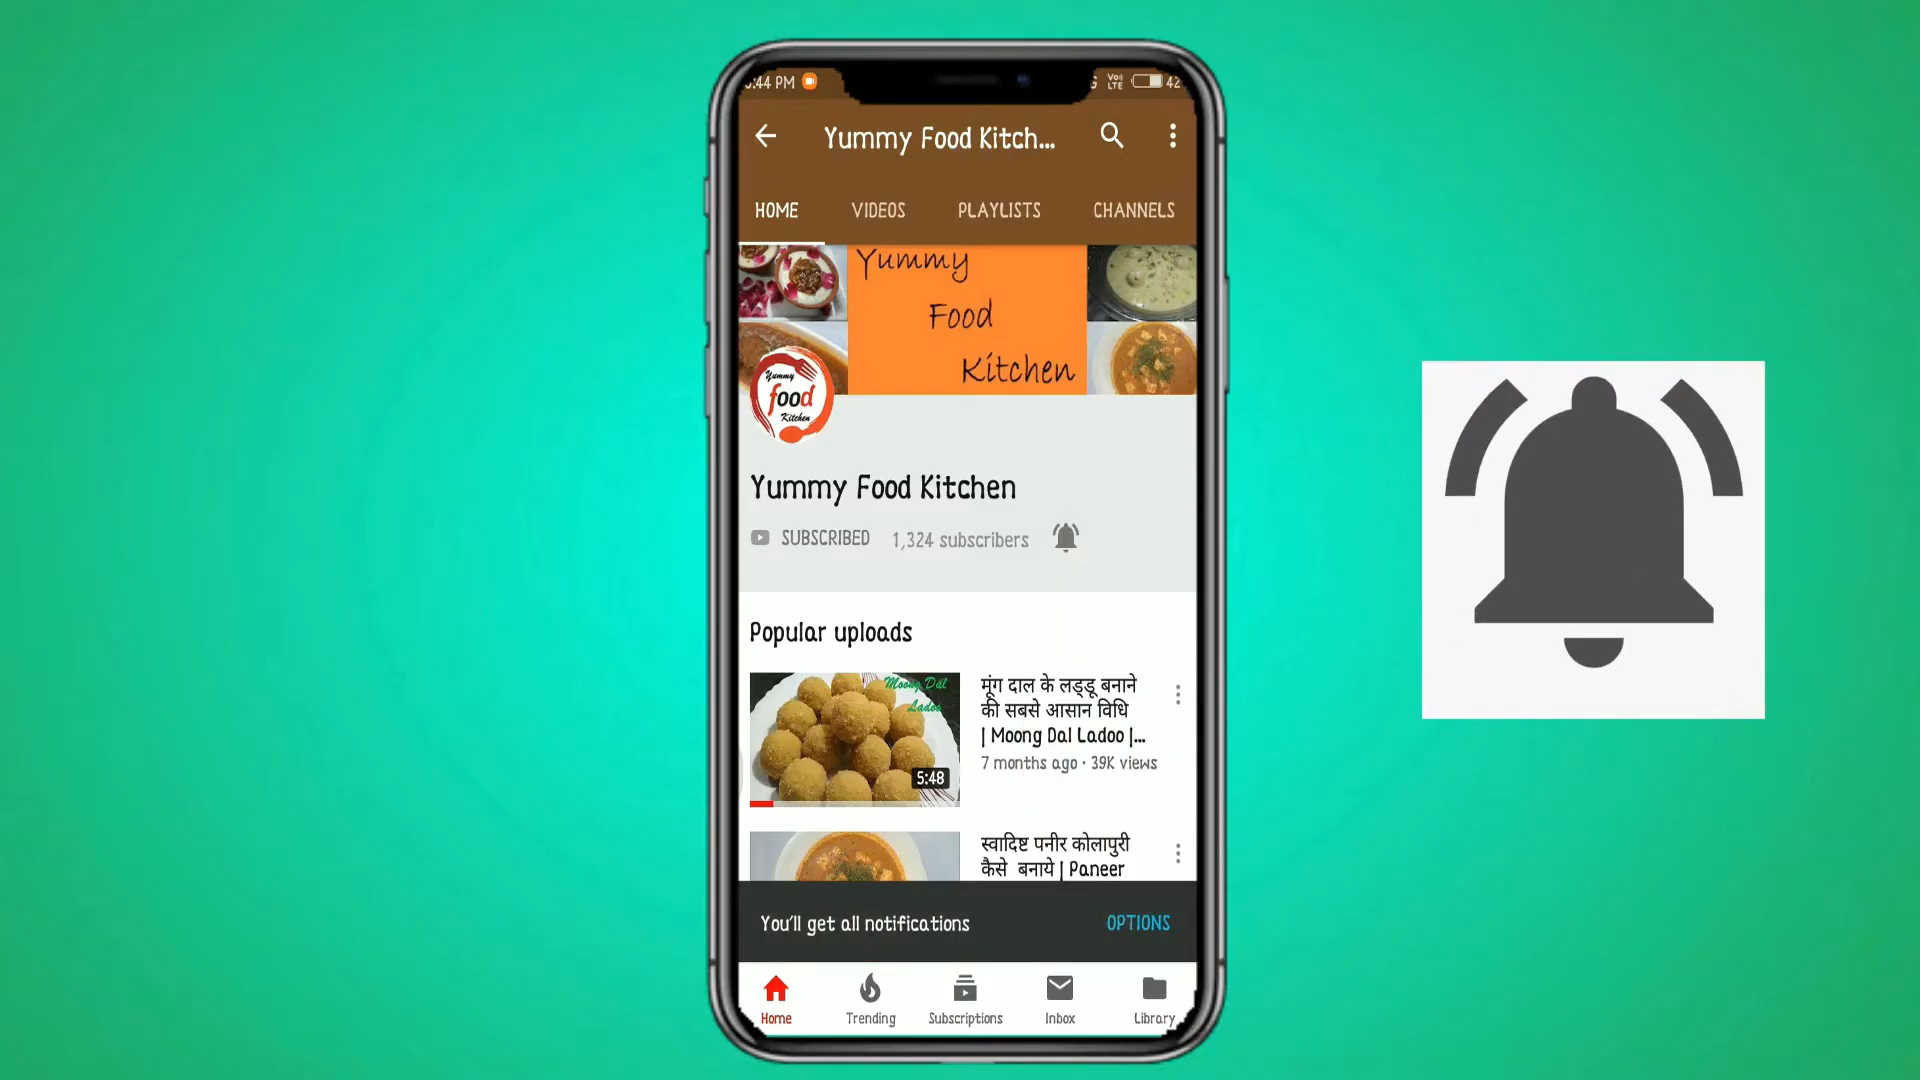 :44 PM
Vo)
LTE
42
Yummy Food Kitch...
HOME
VIDEOS
PLAYLISTS
CHANNELS
Yummy
Food
Kitchen
Yummy
food
Kitchen
Yummy Food Kitchen
SUBSCRIBED
1,324 subscribers
Popular uploads
Moong Dal
Ladoo
5:48
मूंग दाल के लड्डू बनाने
की सबसे आसान विधि
| Moong Dal Ladoo |...
7 months ago · 39K views
स्वादिष्ट पनीर कोलापुरी
कैसे बनाये | Paneer
You'll get all notifications
OPTIONS
Home
Trending
Subscriptions
Inbox
Library